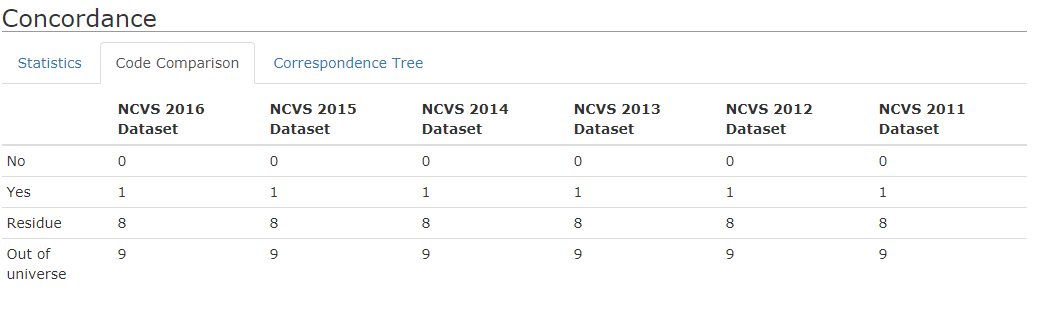 Concordance
Statistics Code Comparison Correspondence Tree
NCVS 2016 Dataset NCVS 2015 Dataset NCVS 2014 Dataset NCVS 2013 Dataset NCVS 2012 Dataset NCVS 2011 Dataset
No 0 0 0 0 0 0
Yes 1 1 1 1 1 1
Residue 8 8 8 8 8 8
Out of universe 9 9 9 9 9 9